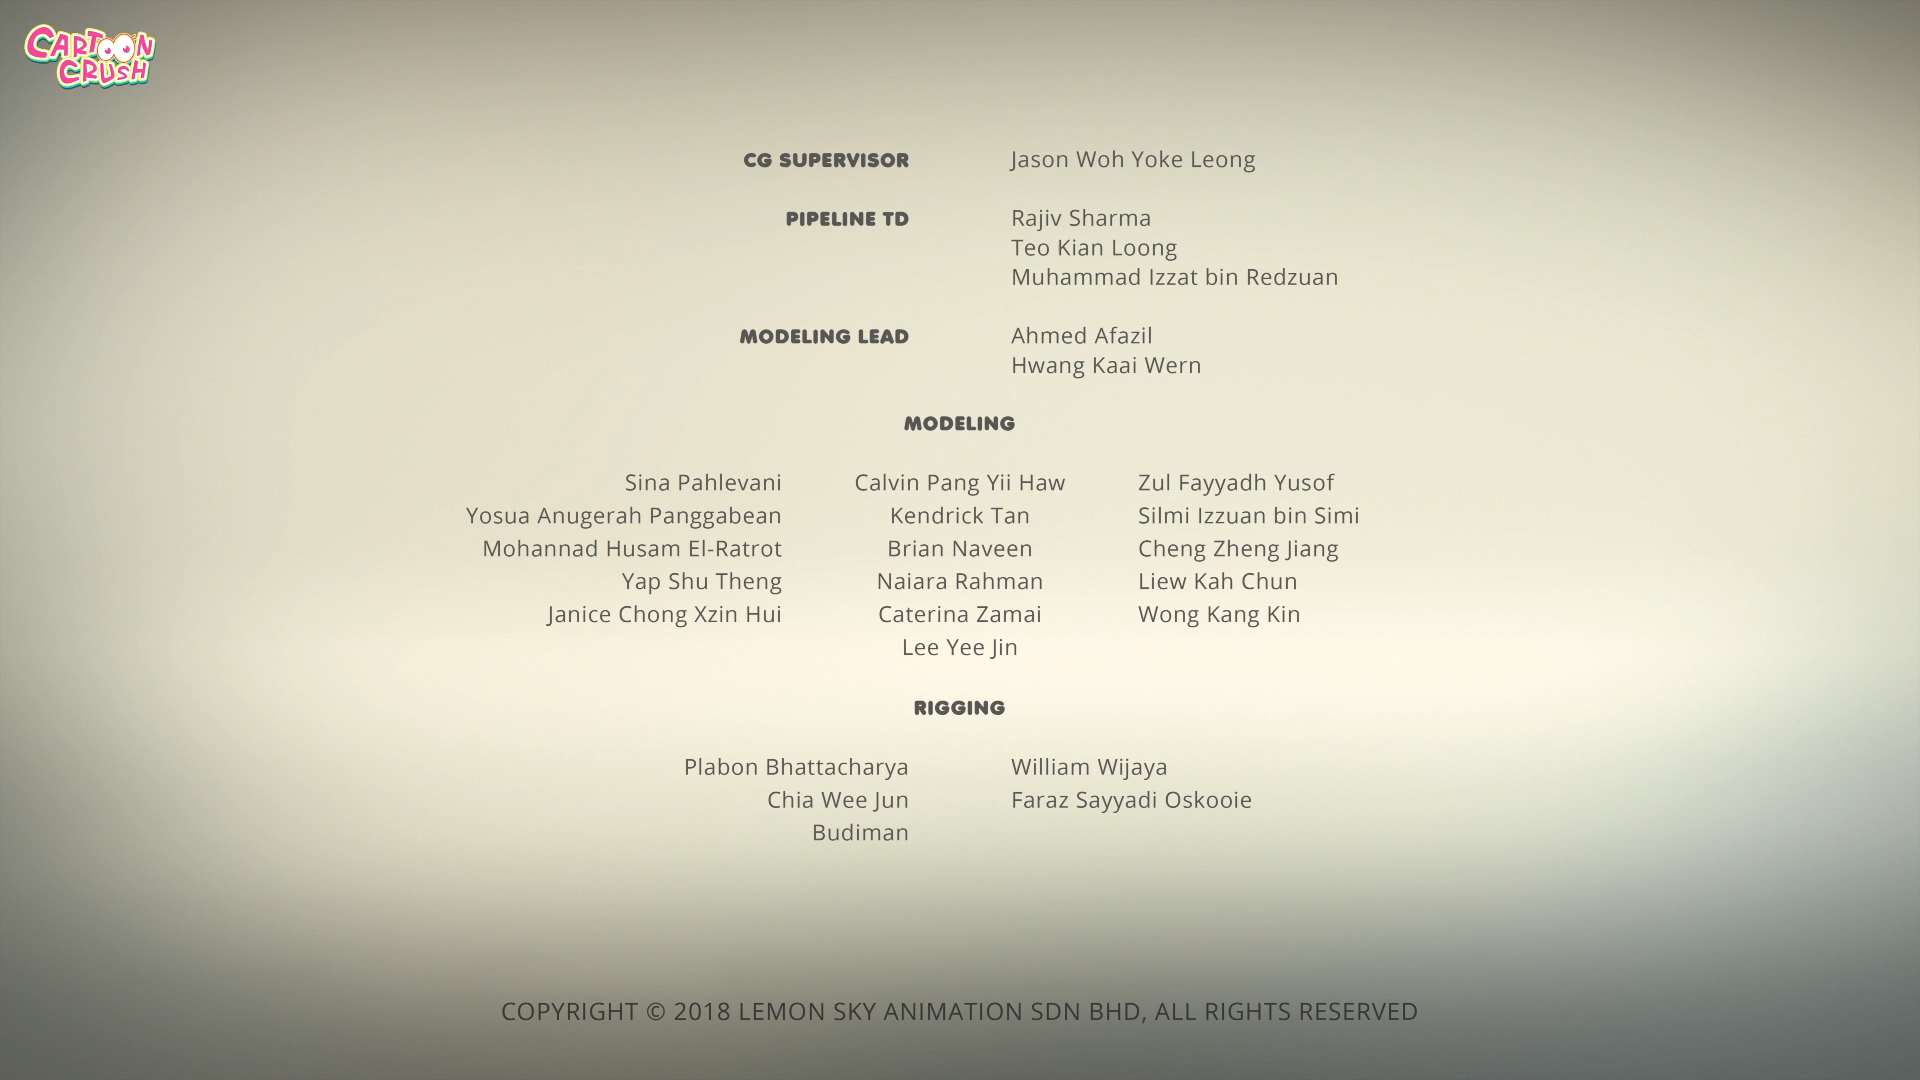 CARTOON
CRUSH
CG SUPERVISOR Jason Woh Yoke Leong
PIPELINE TD Rajiv Sharma
Teo Kian Loong
Muhammad Izzat bin Redzuan
MODELING LEAD Ahmed Afazil
Hwang Kaai Wern
MODELING
Sina Pahlevani Calvin Pang Yii Haw Zul Fayyadh Yusof
Yosua Anugerah Panggabean Kendrick Tan Silmi Izzuan bin Simi
Mohannad Husam El-Ratrot Brian Naveen Cheng Zheng Jiang
Yap Shu Theng Naiara Rahman Liew Kah Chun
Janice Chong Xzin Hui Caterina Zamai Wong Kang Kin
Lee Yee Jin
RIGGING
Plabon Bhattacharya William Wijaya
Chia Wee Jun Faraz Sayyadi Oskooie
Budiman
COPYRIGHT © 2018 LEMON SKY ANIMATION SDN BHD, ALL RIGHTS RESERVED